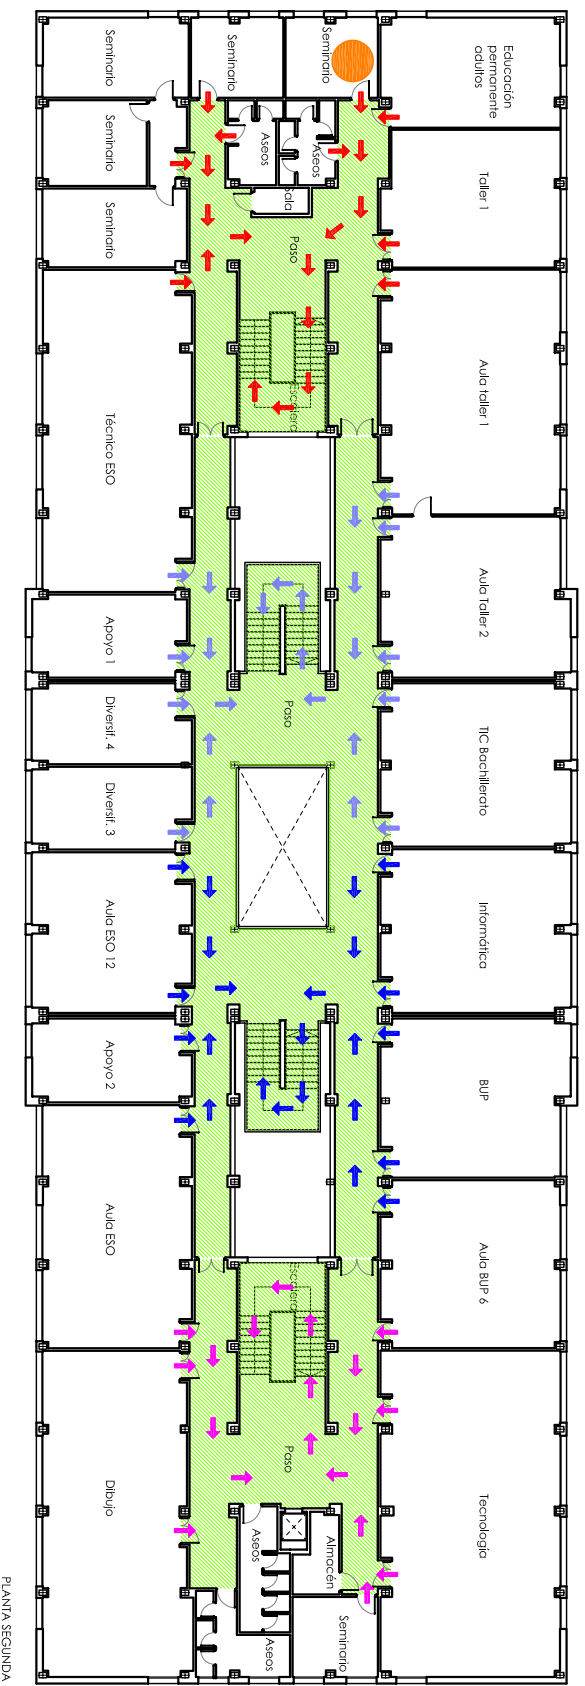 Seminario
Seminario
Seminario
Educación
permanente
adultos
Seminario
Aseos
Aseos
Taller 1
Seminario
Sala
Paso
Técnico ESO
Escalera
Aula taller 1
Apoyo 1
Aula Taller 2
Diversif. 4
Paso
TIC Bachillerato
Diversif. 3
Aula ESO 12
Informática
Apoyo 2
BUP
Aula ESO
Escalera
Aula BUP 6
Dibujo
Paso
Tecnología
Aseos
Almacén
Aseos
Seminario
PLANTA SEGUNDA